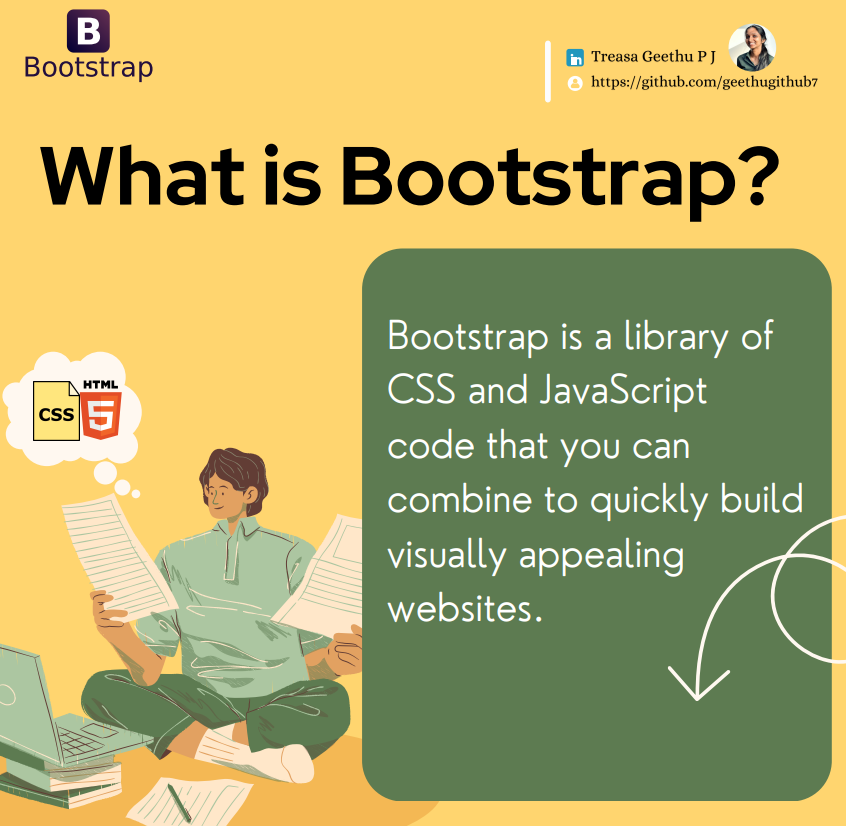 B
Bootstrap
in Treasa Geethu P J
https://github.com/geethugithub7
What is Bootstrap?
Bootstrap is a library of
CSS and JavaScript
code that you can
combine to quickly build
visually appealing
websites.
HTML
CSS 5